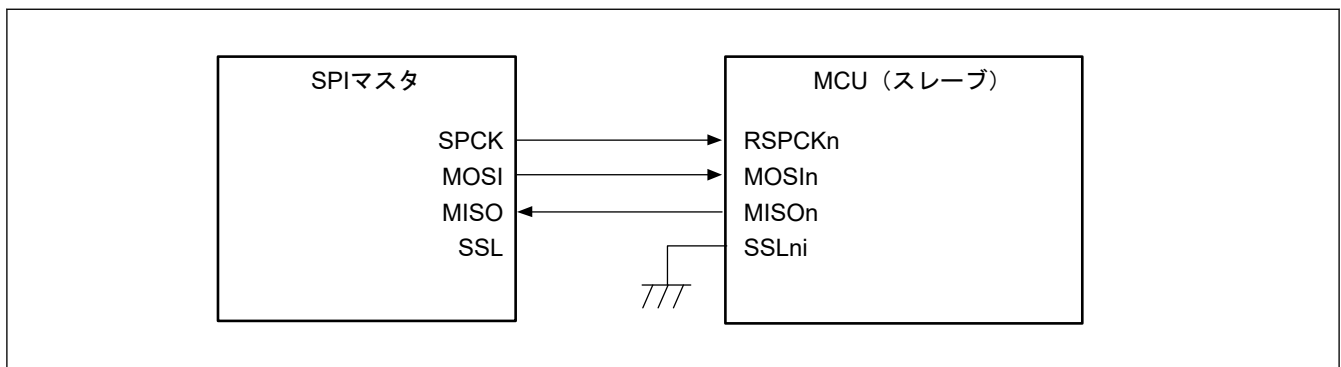 SPIマスタ
SPCK
MOSI
MISO
SSL
MCU（スレーブ）
RSPCKn
MOSIn
MISOn
SSLni